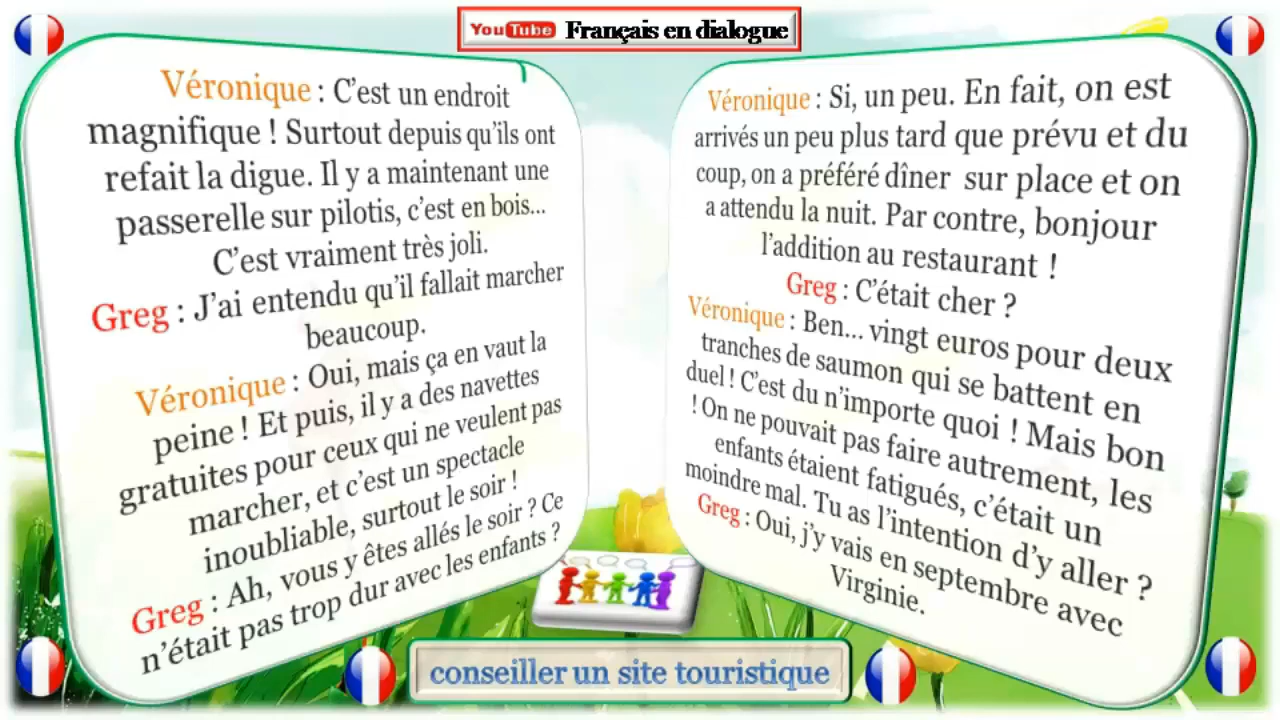 YouTube Français en dialogue
Véronique : C’est un endroit
magnifique ! Surtout depuis qu’ils ont
refait la digue. Il y a maintenant une
passerelle sur pilotis, c’est en bois...
C’est vraiment très joli.
Greg : J’ai entendu qu’il fallait marcher
beaucoup.
Véronique : Oui, mais ça en vaut la
peine ! Et puis, il y a des navettes
gratuites pour ceux qui ne veulent pas
marcher, et c’est un spectacle
inoubliable, surtout le soir !
Greg : Ah, vous y êtes allés le soir ? Ce
n’était pas trop dur avec les enfants ?
Véronique : Si, un peu. En fait, on est
arrivés un peu plus tard que prévu et du
coup, on a préféré dîner sur place et on
a attendu la nuit. Par contre, bonjour
l’addition au restaurant !
Greg : C’était cher ?
Véronique : Ben... vingt euros pour deux
tranches de saumon qui se battent en
duel ! C’est du n’importe quoi ! Mais bon
! On ne pouvait pas faire autrement, les
enfants étaient fatigués, c’était un
moindre mal. Tu as l’intention d’y aller ?
Greg : Oui, j’y vais en septembre avec
Virginie.
conseiller un site touristique